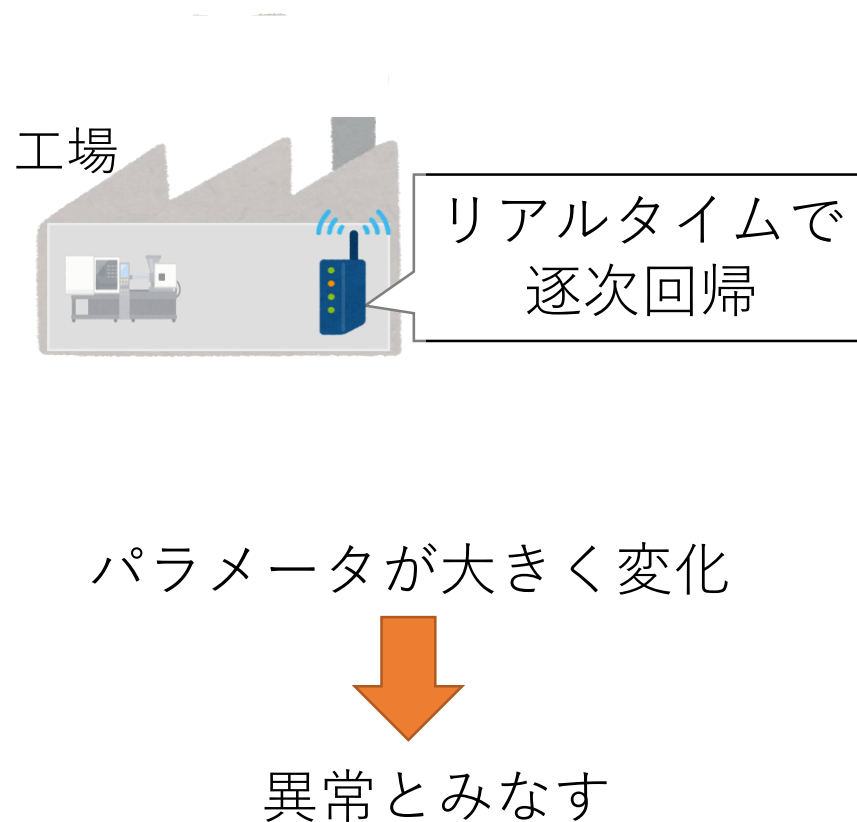 工場
リアルタイムで
逐次回帰
パラメータが大きく変化
異常とみなす